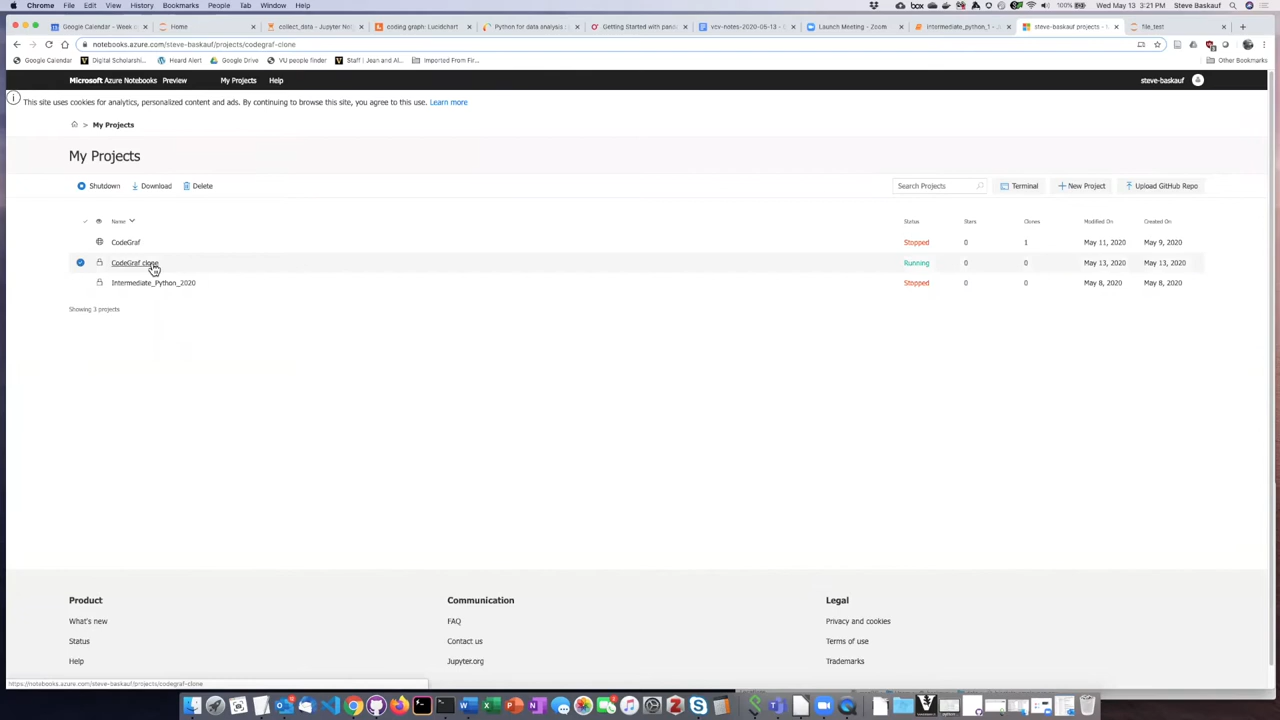 Chrome File Edit View History Bookmarks People Tab Window Help
100% Wed May 13 3:21 PM Steve Baskauf
Google Calendar - Week o
Home
collect_data - Jupyter No
coding graph: Lucidchart
Python for data analysis :
Getting Started with pand
vcv-notes-2020-05-13 - G
Launch Meeting - Zoom
intermediate_python_1 - J
steve-baskauf projects -
file_test
notebooks.azure.com/steve-baskauf/projects/codegraf-clone
Google Calendar
Digital Scholarship...
Heard Alert
Google Drive
VU people finder
Staff | Jean and Al...
Imported From Fir...
Other Bookmarks
Microsoft Azure Notebooks Preview My Projects Help
steve-baskauf
This site uses cookies for analytics, personalized content and ads. By continuing to browse this site, you agree to this use. Learn more
> My Projects
My Projects
Shutdown Download Delete
Search Projects Terminal New Project Upload GitHub Repo
Name Status Stars Clones Modified On Created On
CodeGraf Stopped 0 1 May 11, 2020 May 9, 2020
CodeGraf clone Running 0 0 May 13, 2020 May 13, 2020
Intermediate_Python_2020 Stopped 0 0 May 8, 2020 May 8, 2020
Showing 3 projects
Product Communication Legal
What's new FAQ Privacy and cookies
Status Contact us Terms of use
Help Jupyter.org Trademarks
https://notebooks.azure.com/steve-baskauf/projects/codegraf-clone